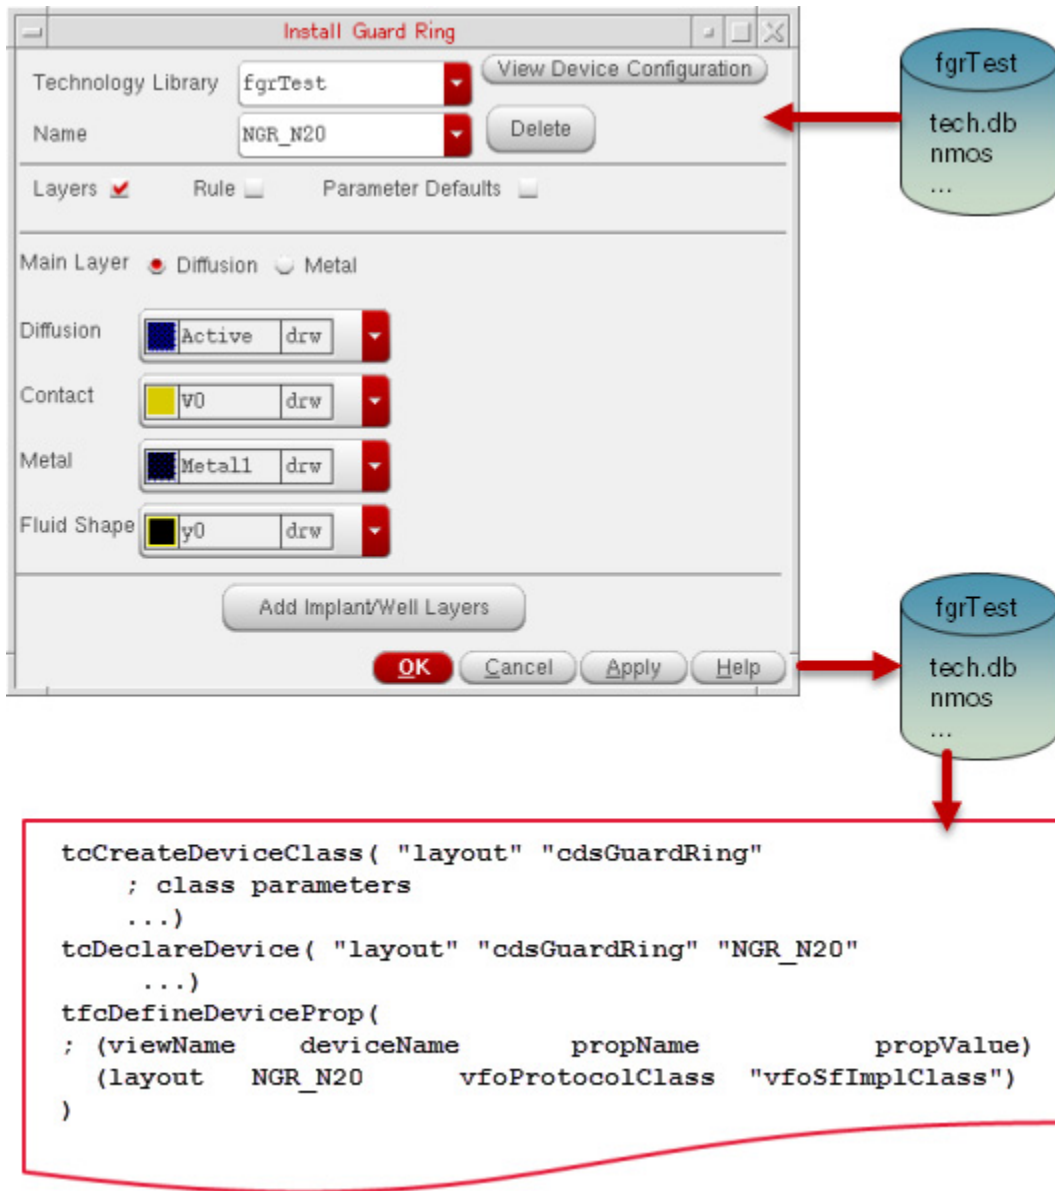 Install Guard Ring
Technology Library fgrTest View Device Configuration
Name NGR_N20 Delete
Layers Rule Parameter Defaults
Main Layer Diffusion Metal
Diffusion Active drw
Contact V0 drw
Metal Metal1 drw
Fluid Shape y0 drw
Add Implant/Well Layers
OK Cancel Apply Help
fgrTest
tech.db
nmos
...
fgrTest
tech.db
nmos
...
tcCreateDeviceClass( "layout" "cdsGuardRing"
; class parameters
...)
tcDeclareDevice( "layout" "cdsGuardRing" "NGR_N20"
...)
tfcDefineDeviceProp(
; (viewName deviceName propName propValue)
(layout NGR_N20 vfoProtocolClass "vfoSfImplClass")
)